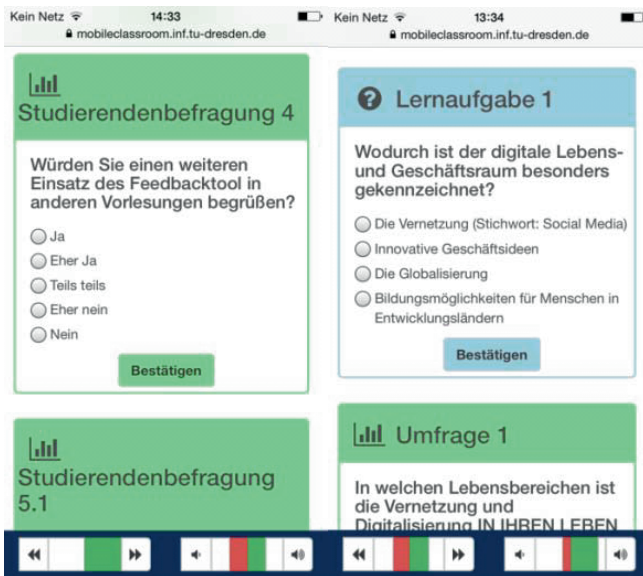 Kein Netz 14:33
mobileclassroom.inf.tu-dresden.de
Studierendenbefragung 4
Würden Sie einen weiteren
Einsatz des Feedbacktool in
anderen Vorlesungen begrüßen?
Ja
Eher Ja
Teils teils
Eher nein
Nein
Bestätigen
Studierendenbefragung
5.1
Kein Netz 13:34
mobileclassroom.inf.tu-dresden.de
Lernaufgabe 1
Wodurch ist der digitale Lebens-
und Geschäftsraum besonders
gekennzeichnet?
Die Vernetzung (Stichwort: Social Media)
Innovative Geschäftsideen
Die Globalisierung
Bildungsmöglichkeiten für Menschen in
Entwicklungsländern
Bestätigen
Umfrage 1
In welchen Lebensbereichen ist
die Vernetzung und
Digitalisierung IN IHREN LEBEN